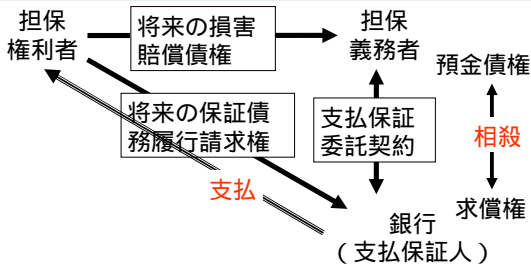 担保
権利者
将来の損害
賠償債権
担保
義務者
預金債権
将来の保証債
務履行請求権
支払保証
委託契約
相殺
支払
求償権
銀行
（支払保証人）